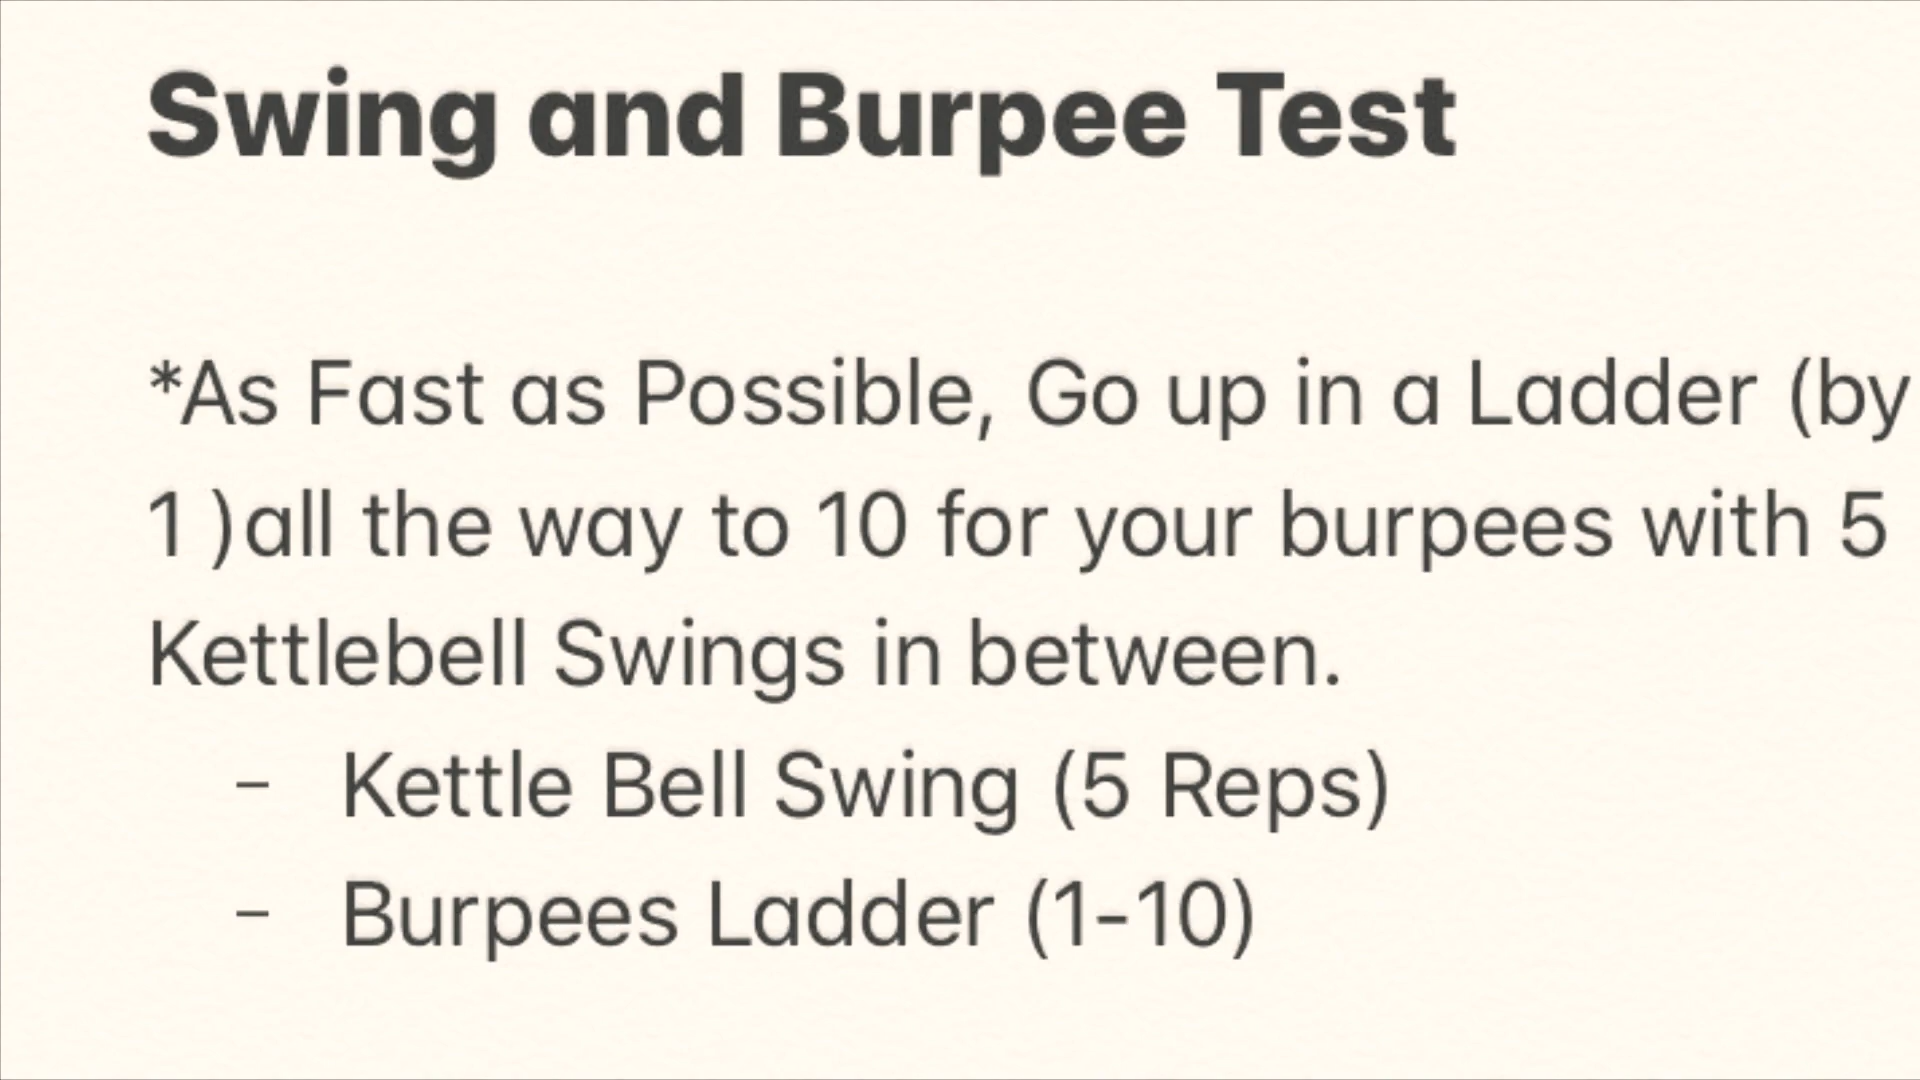 Swing and Burpee Test
*As Fast as Possible, Go up in a Ladder (by
1 )all the way to 10 for your burpees with 5
Kettlebell Swings in between.
– Kettle Bell Swing (5 Reps)
– Burpees Ladder (1-10)